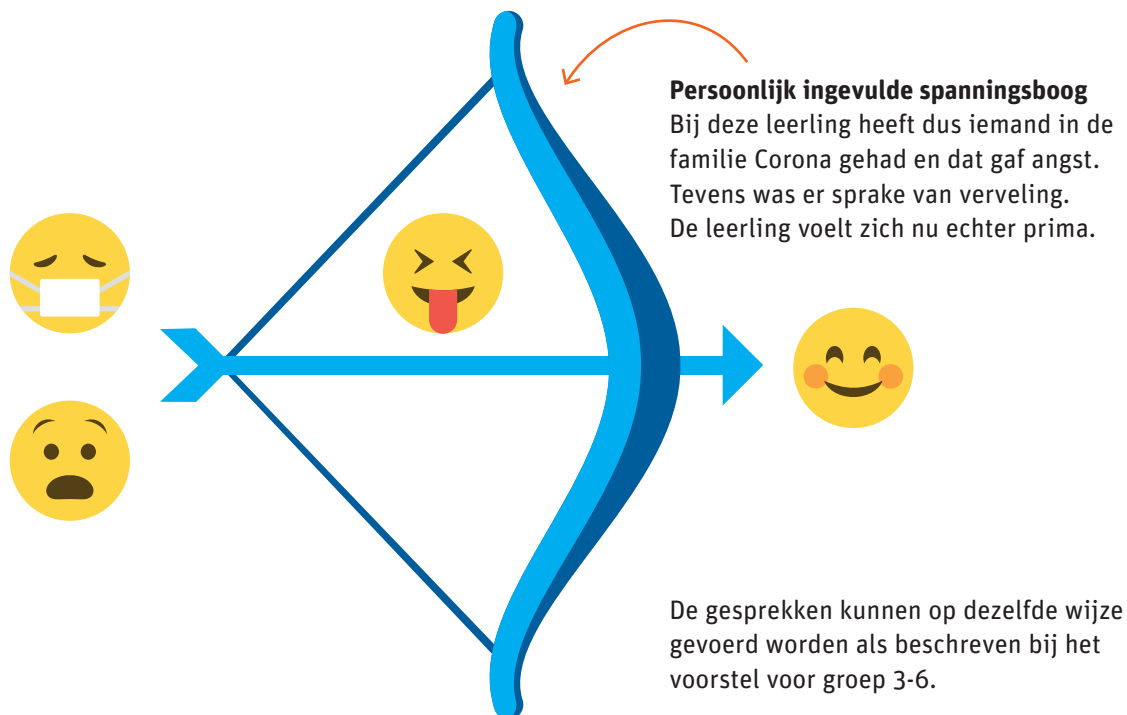 Persoonlijk ingevulde spanningsboog
Bij deze leerling heeft dus iemand in de
familie Corona gehad en dat gaf angst.
Tevens was er sprake van verveling.
De leerling voelt zich nu echter prima.
De gesprekken kunnen op dezelfde wijze
gevoerd worden als beschreven bij het
voorstel voor groep 3-6.